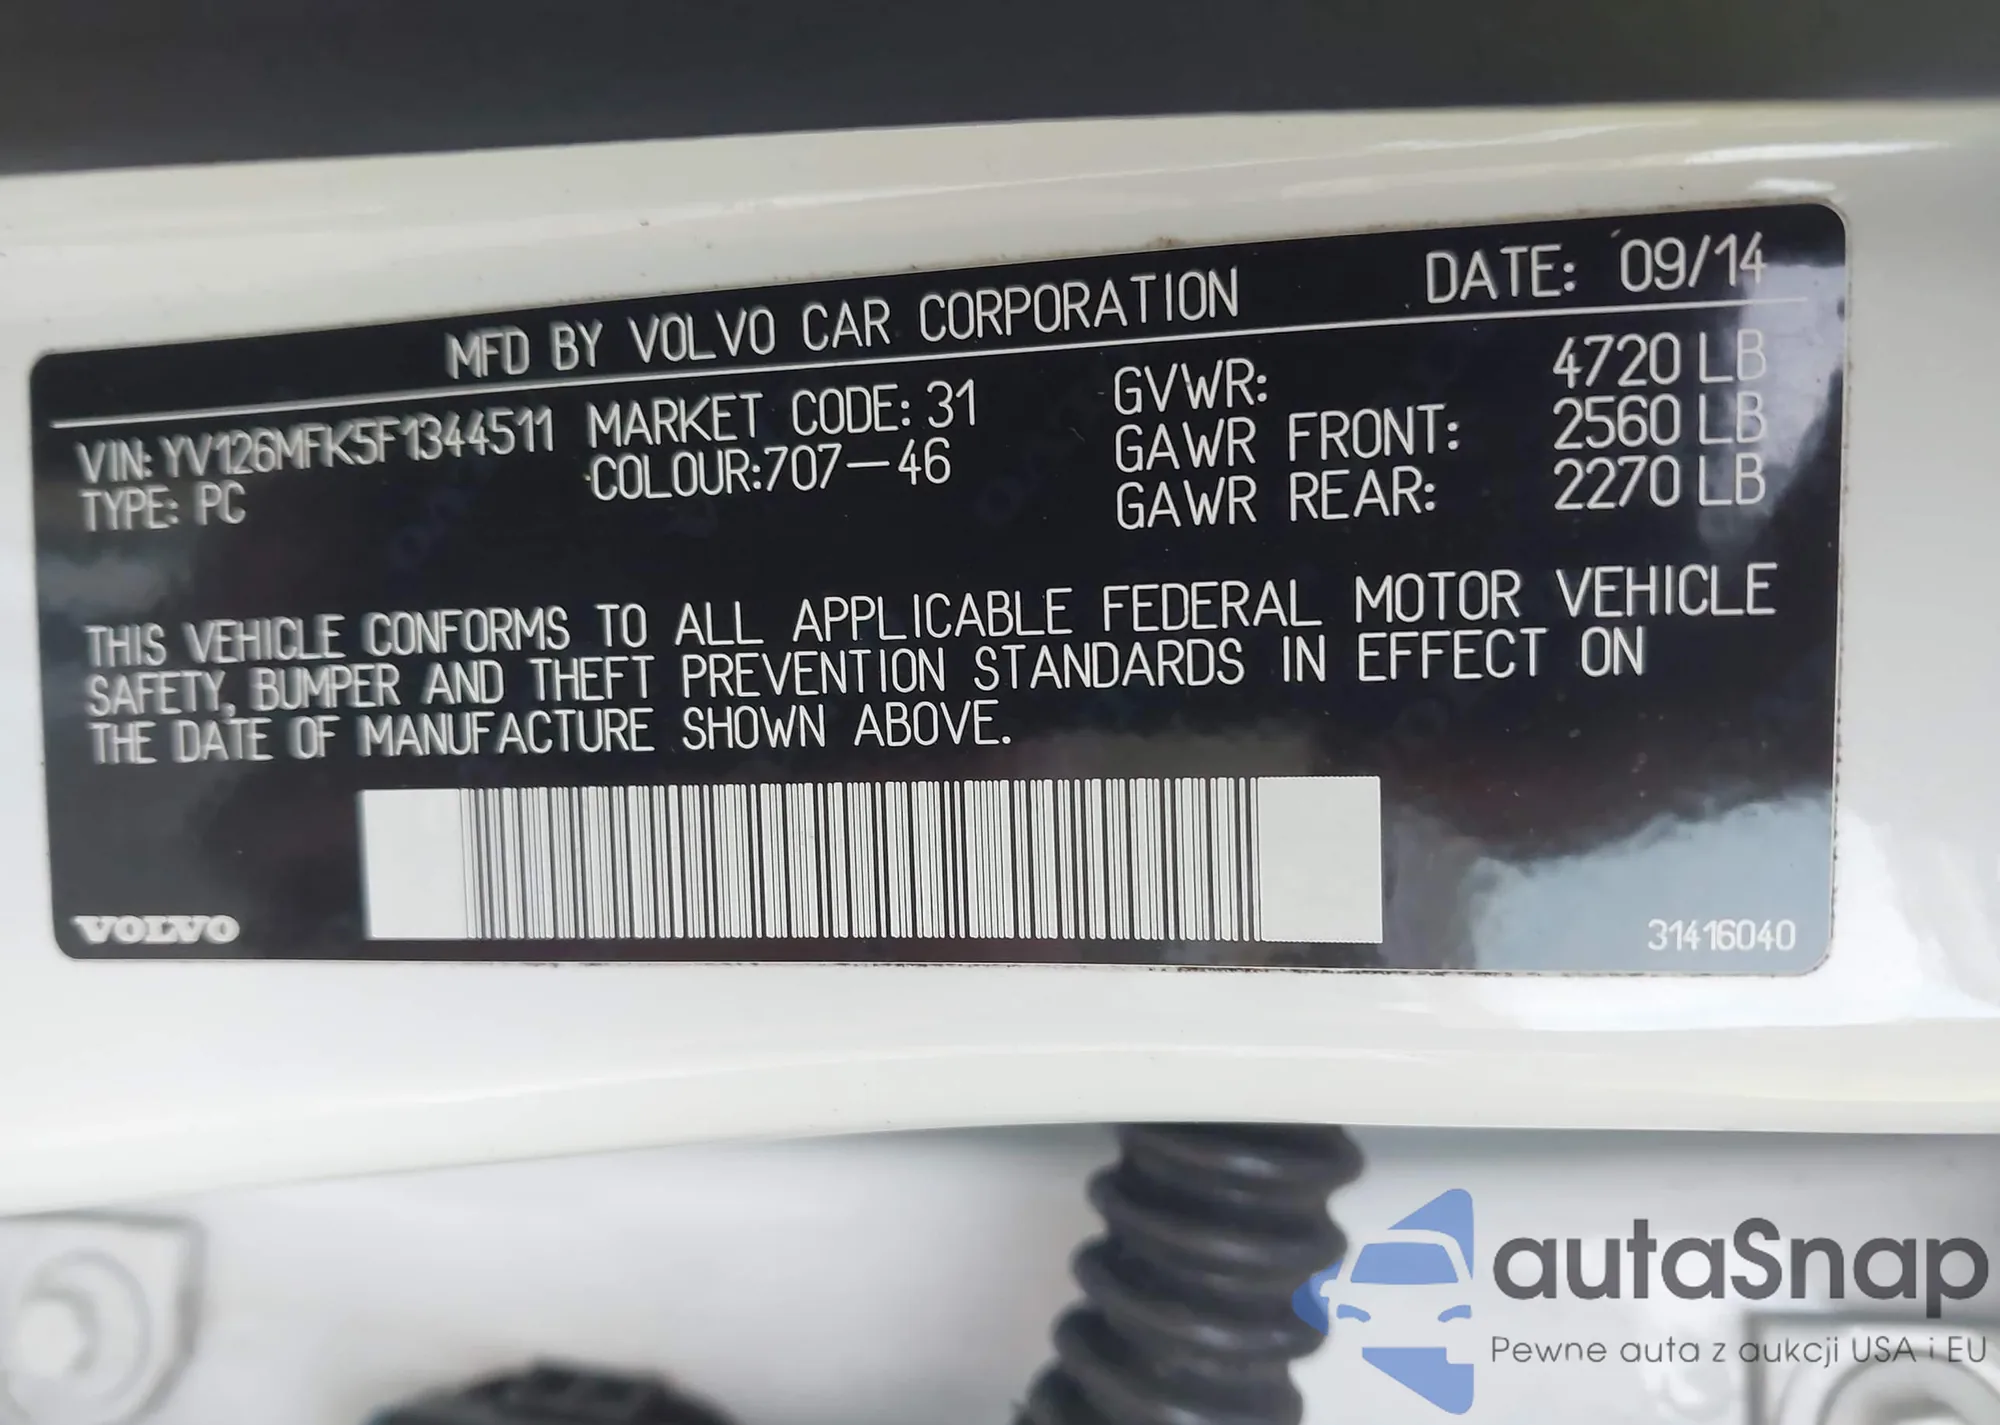 MFD BY VOLVO CAR CORPORATION DATE: 09/14
VIN: YV126MFK5F1344511 MARKET CODE: 31 GVWR: 4720 LB
TYPE: PC COLOUR:707-46 GAWR FRONT: 2560 LB
GAWR REAR: 2270 LB
THIS VEHICLE CONFORMS TO ALL APPLICABLE FEDERAL MOTOR VEHICLE
SAFETY, BUMPER AND THEFT PREVENTION STANDARDS IN EFFECT ON
THE DATE OF MANUFACTURE SHOWN ABOVE.
VOLVO 31416040
autaSnap
Pewne auta z aukcji USA i EU